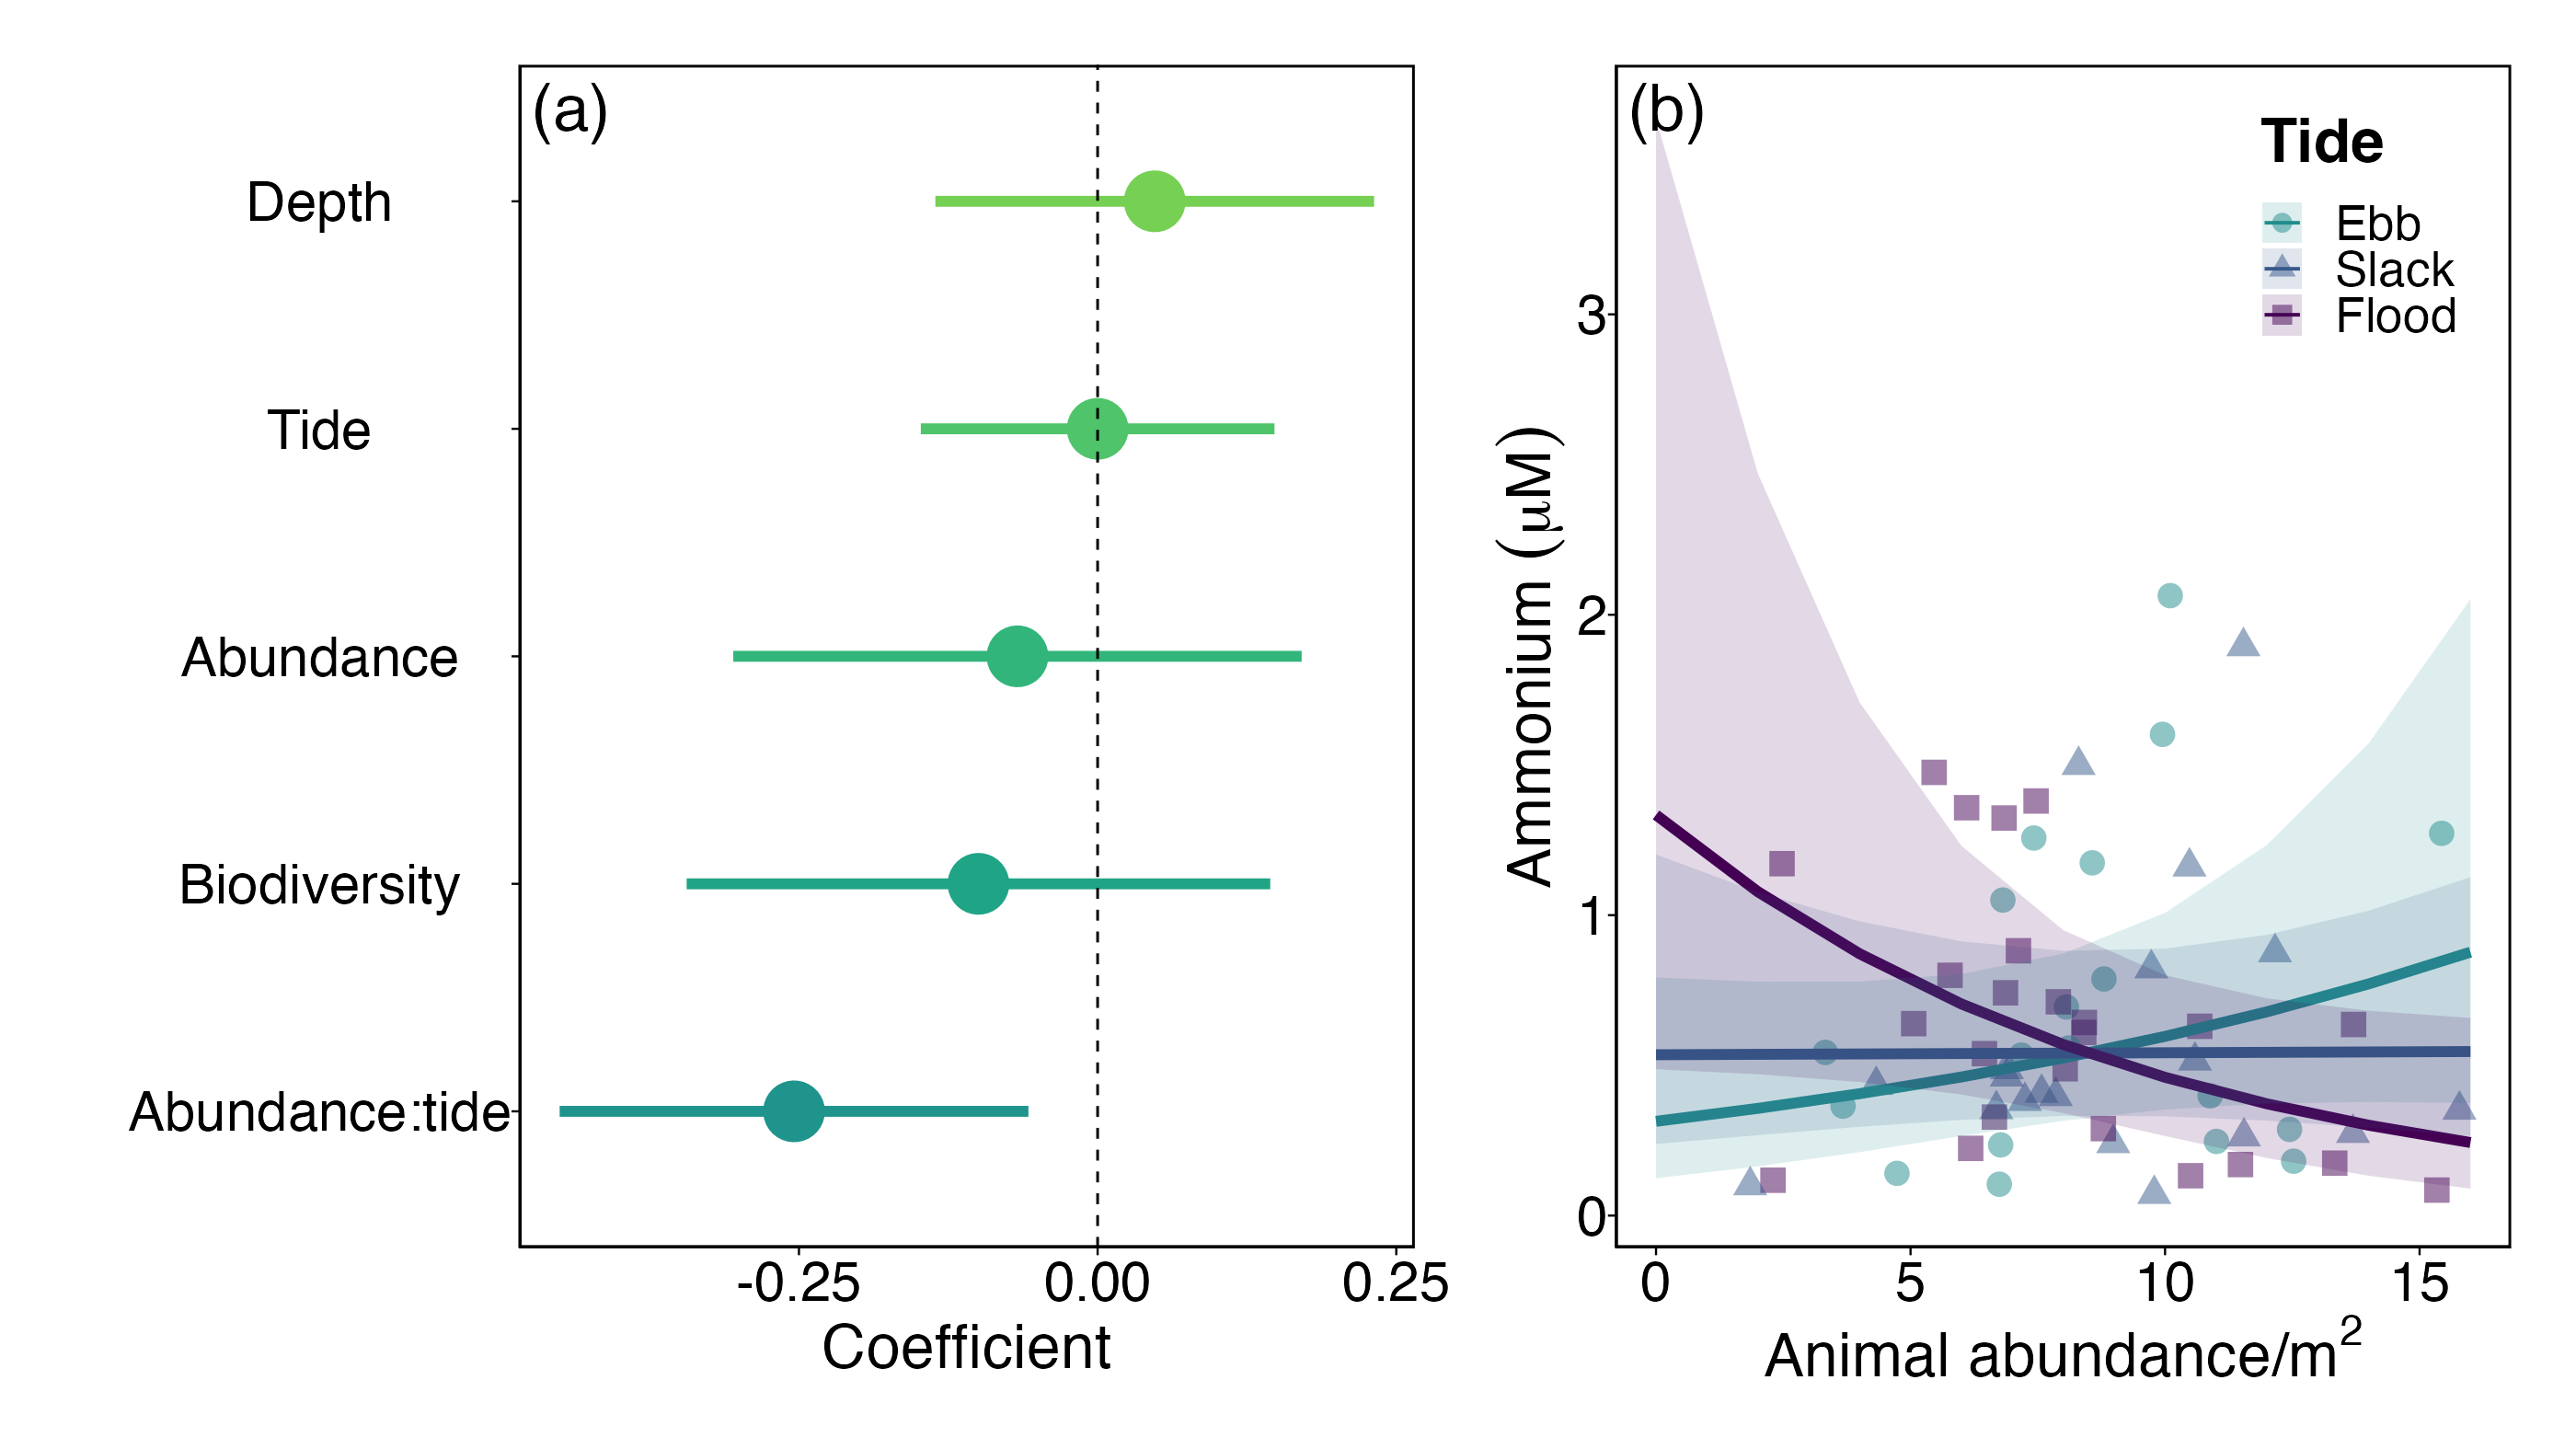 (a)
Depth
Tide
Abundance
Biodiversity
Abundance:tide
-0.25 0.00 0.25
Coefficient
(b)
Tide
Ebb
Slack
Flood
Ammonium (μM)
3
2
1
0
0 5 10 15
Animal abundance/m²